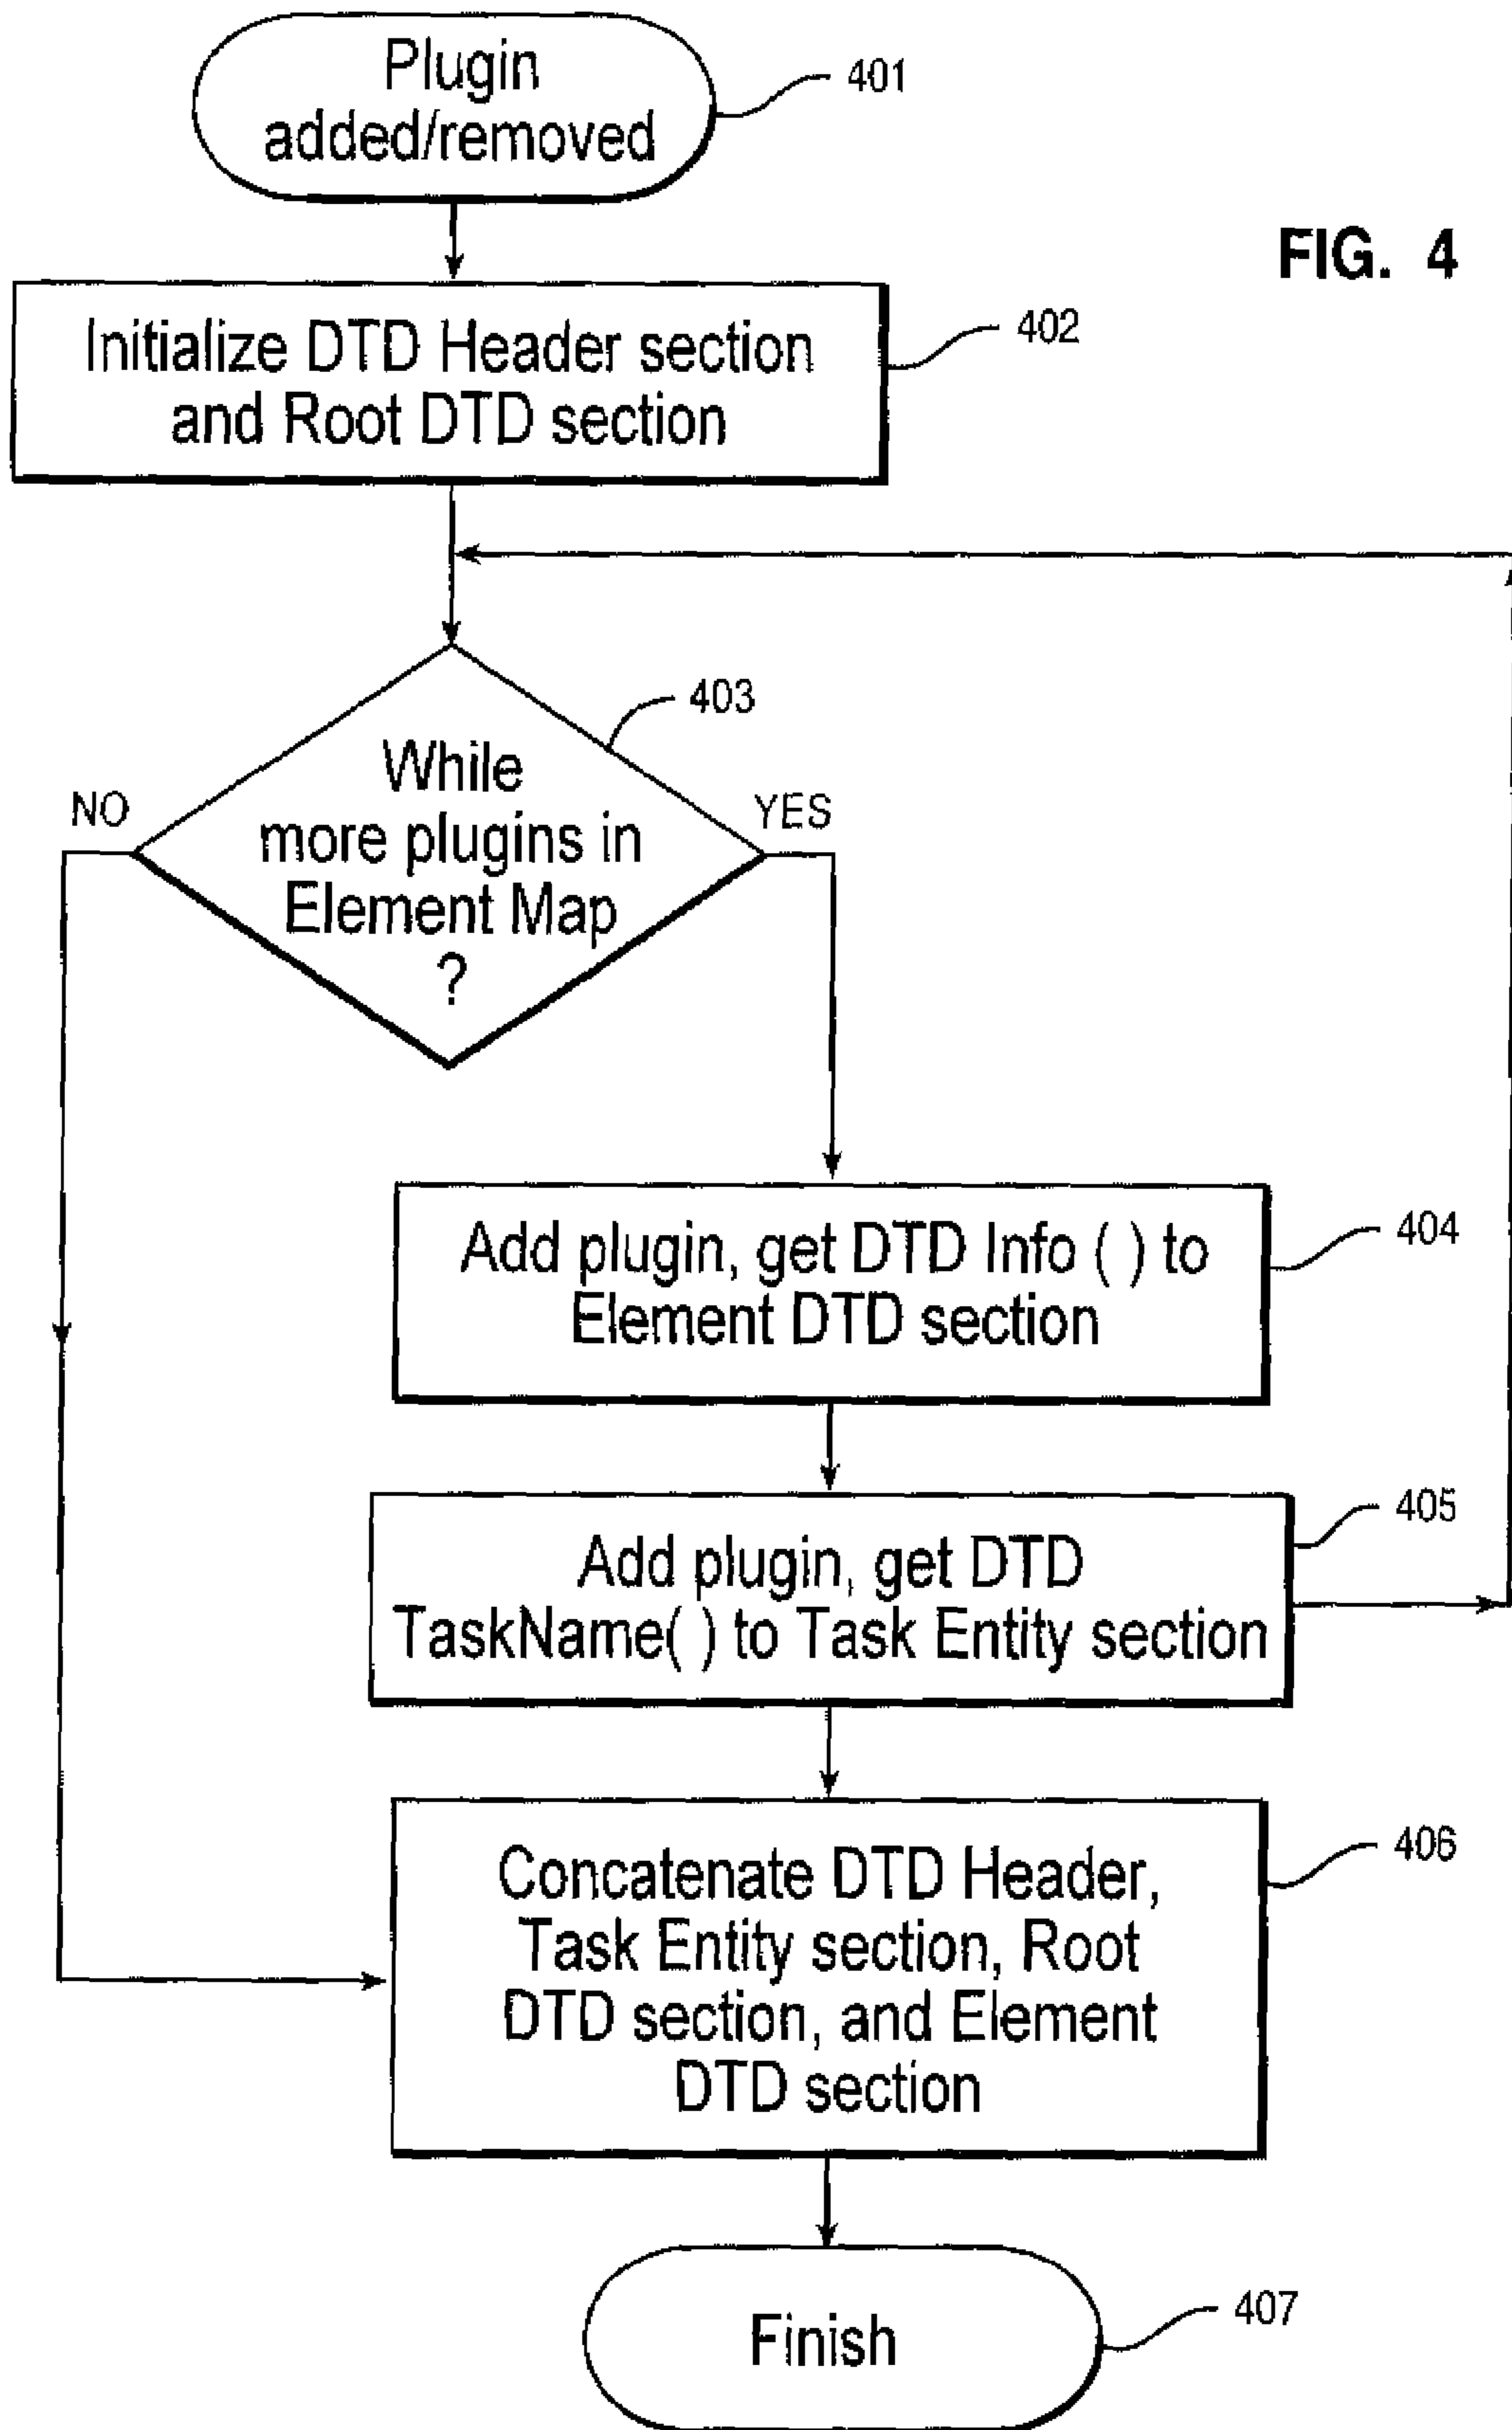 Plugin
added/removed
401
FIG. 4
Initialize DTD Header section
and Root DTD section
402
403
While
more plugins in
Element Map
?
NO
YES
Add plugin, get DTD Info ( ) to
Element DTD section
404
Add plugin, get DTD
TaskName( ) to Task Entity section
405
Concatenate DTD Header,
Task Entity section, Root
DTD section, and Element
DTD section
406
Finish
407